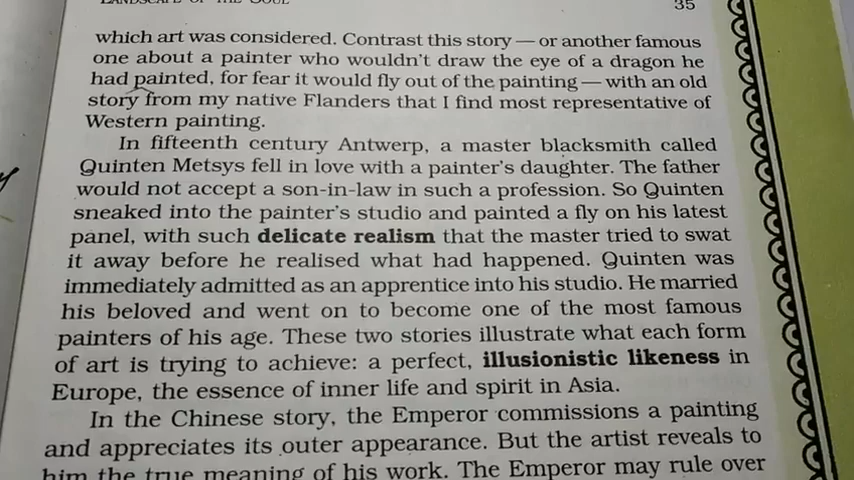 LANDSCAPE OF THE SOUL
35
which art was considered. Contrast this story — or another famous
one about a painter who wouldn't draw the eye of a dragon he
had painted, for fear it would fly out of the painting — with an old
story from my native Flanders that I find most representative of
Western painting.
In fifteenth century Antwerp, a master blacksmith called
Quinten Metsys fell in love with a painter's daughter. The father
would not accept a son-in-law in such a profession. So Quinten
sneaked into the painter's studio and painted a fly on his latest
panel, with such delicate realism that the master tried to swat
it away before he realised what had happened. Quinten was
immediately admitted as an apprentice into his studio. He married
his beloved and went on to become one of the most famous
painters of his age. These two stories illustrate what each form
of art is trying to achieve: a perfect, illusionistic likeness in
Europe, the essence of inner life and spirit in Asia.
In the Chinese story, the Emperor commissions a painting
and appreciates its outer appearance. But the artist reveals to
him the true meaning of his work. The Emperor may rule over